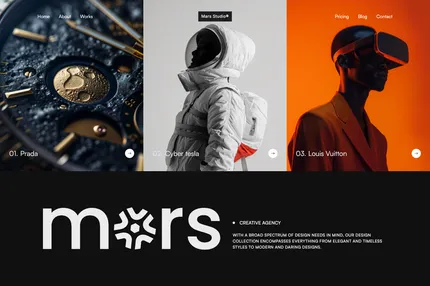 Home About Works
Mars Studio
Pricing Blog Contact
01. Prada
02. Cyber tesla
03. Louis Vuitton
mars
CREATIVE AGENCY
WITH A BROAD SPECTRUM OF DESIGN NEEDS IN MIND, OUR DESIGN
COLLECTION ENCOMPASSES EVERYTHING FROM ELEGANT AND TIMELESS
STYLES TO MODERN AND DARING DESIGNS.